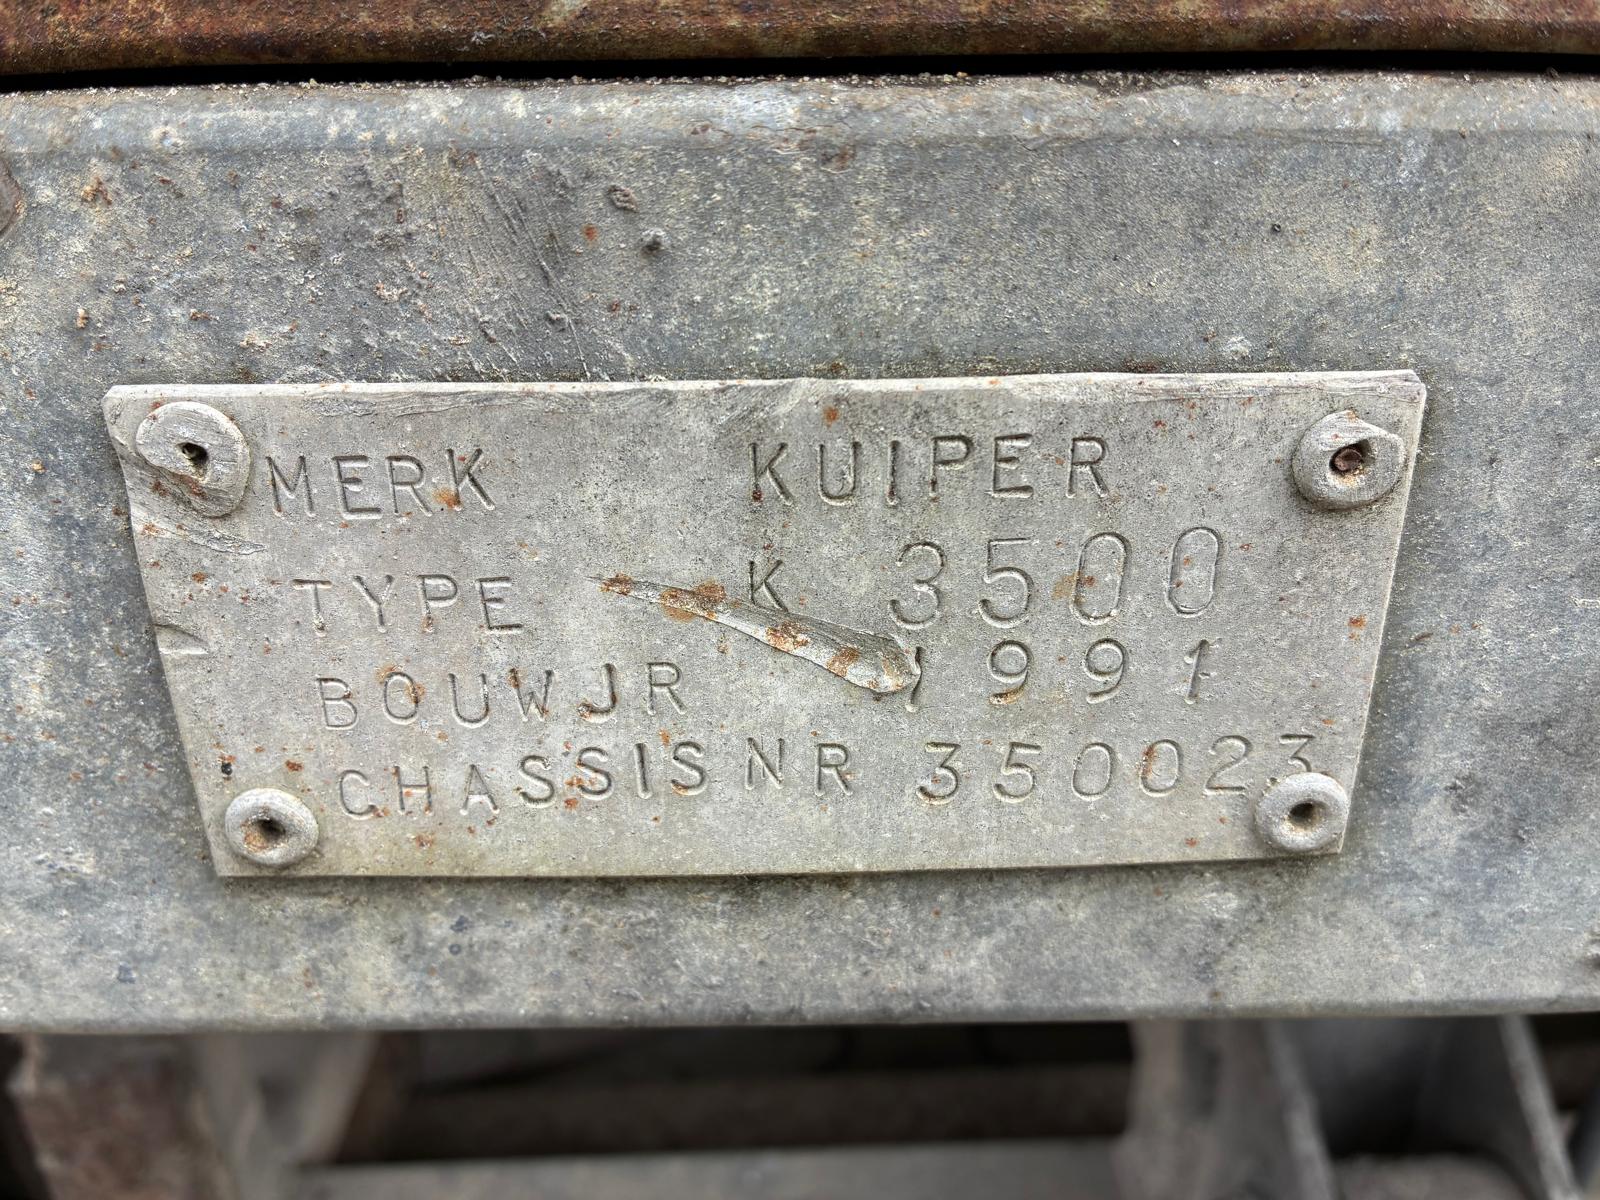 MERK KUIPER
TYPE K 3500
BOUWJR 1991
CHASSIS NR 350023